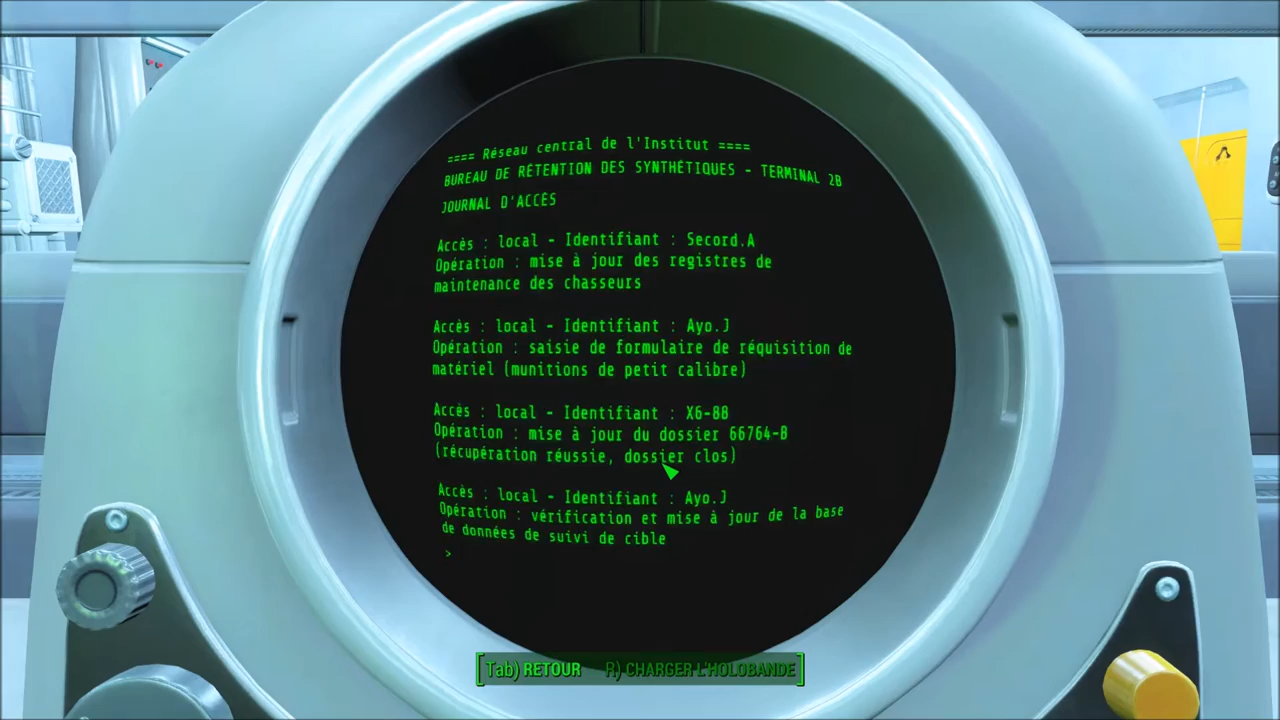 ==== Réseau central de l'Institut ====
BUREAU DE RÉTENTION DES SYNTHÉTIQUES - TERMINAL 2B
JOURNAL D'ACCÈS
Accès : local - Identifiant : Secord.A
Opération : mise à jour des registres de
maintenance des chasseurs
Accès : local - Identifiant : Ayo.J
Opération : saisie de formulaire de réquisition de
matériel (munitions de petit calibre)
Accès : local - Identifiant : X6-88
Opération : mise à jour du dossier 66764-B
(récupération réussie, dossier clos)
Accès : local - Identifiant : Ayo.J
Opération : vérification et mise à jour de la base
de données de suivi de cible
>
Tab) RETOUR R) CHARGER L'HOLOBANDE